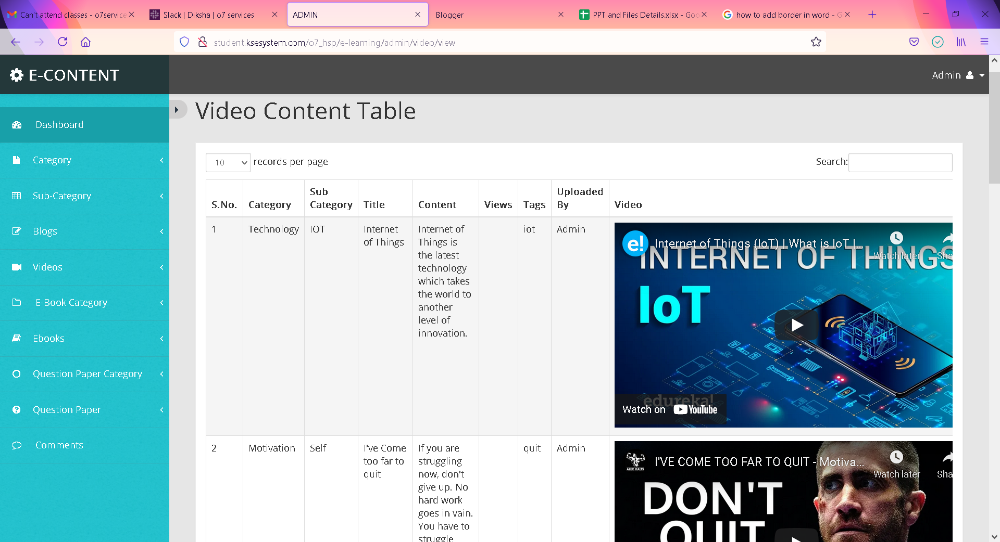 Can't attend classes - o7service
Slack | Diksha | o7 services
ADMIN
Blogger
PPT and Files Details.xlsx - Goo
how to add border in word - G
student.ksesystem.com/o7_hsp/e-learning/admin/video/view
E-CONTENT
Admin
Dashboard
Category
Sub-Category
Blogs
Videos
E-Book Category
Ebooks
Question Paper Category
Question Paper
Comments
Video Content Table
10 records per page
Search:
S.No. Category Sub Category Title Content Views Tags Uploaded By Video
1
Technology
IOT
Internet
of Things
Internet of
Things is
the latest
technology
which takes
the world to
another
level of
innovation.
iot
Admin
e!
Internet of Things (IoT) | What is IoT |...
Watch later
Sha
INTERNET OF THINGS
IoT
edureka!
Watch on YouTube
2
Motivation
Self
I've Come
too far to
quit
If you are
struggling
now, don't
give up. No
hard work
goes in vain.
You have to
struggle
quit
Admin
ALEX KALTS
I'VE COME TOO FAR TO QUIT - Motiva...
Watch later
Sha
DON'T
QUIT